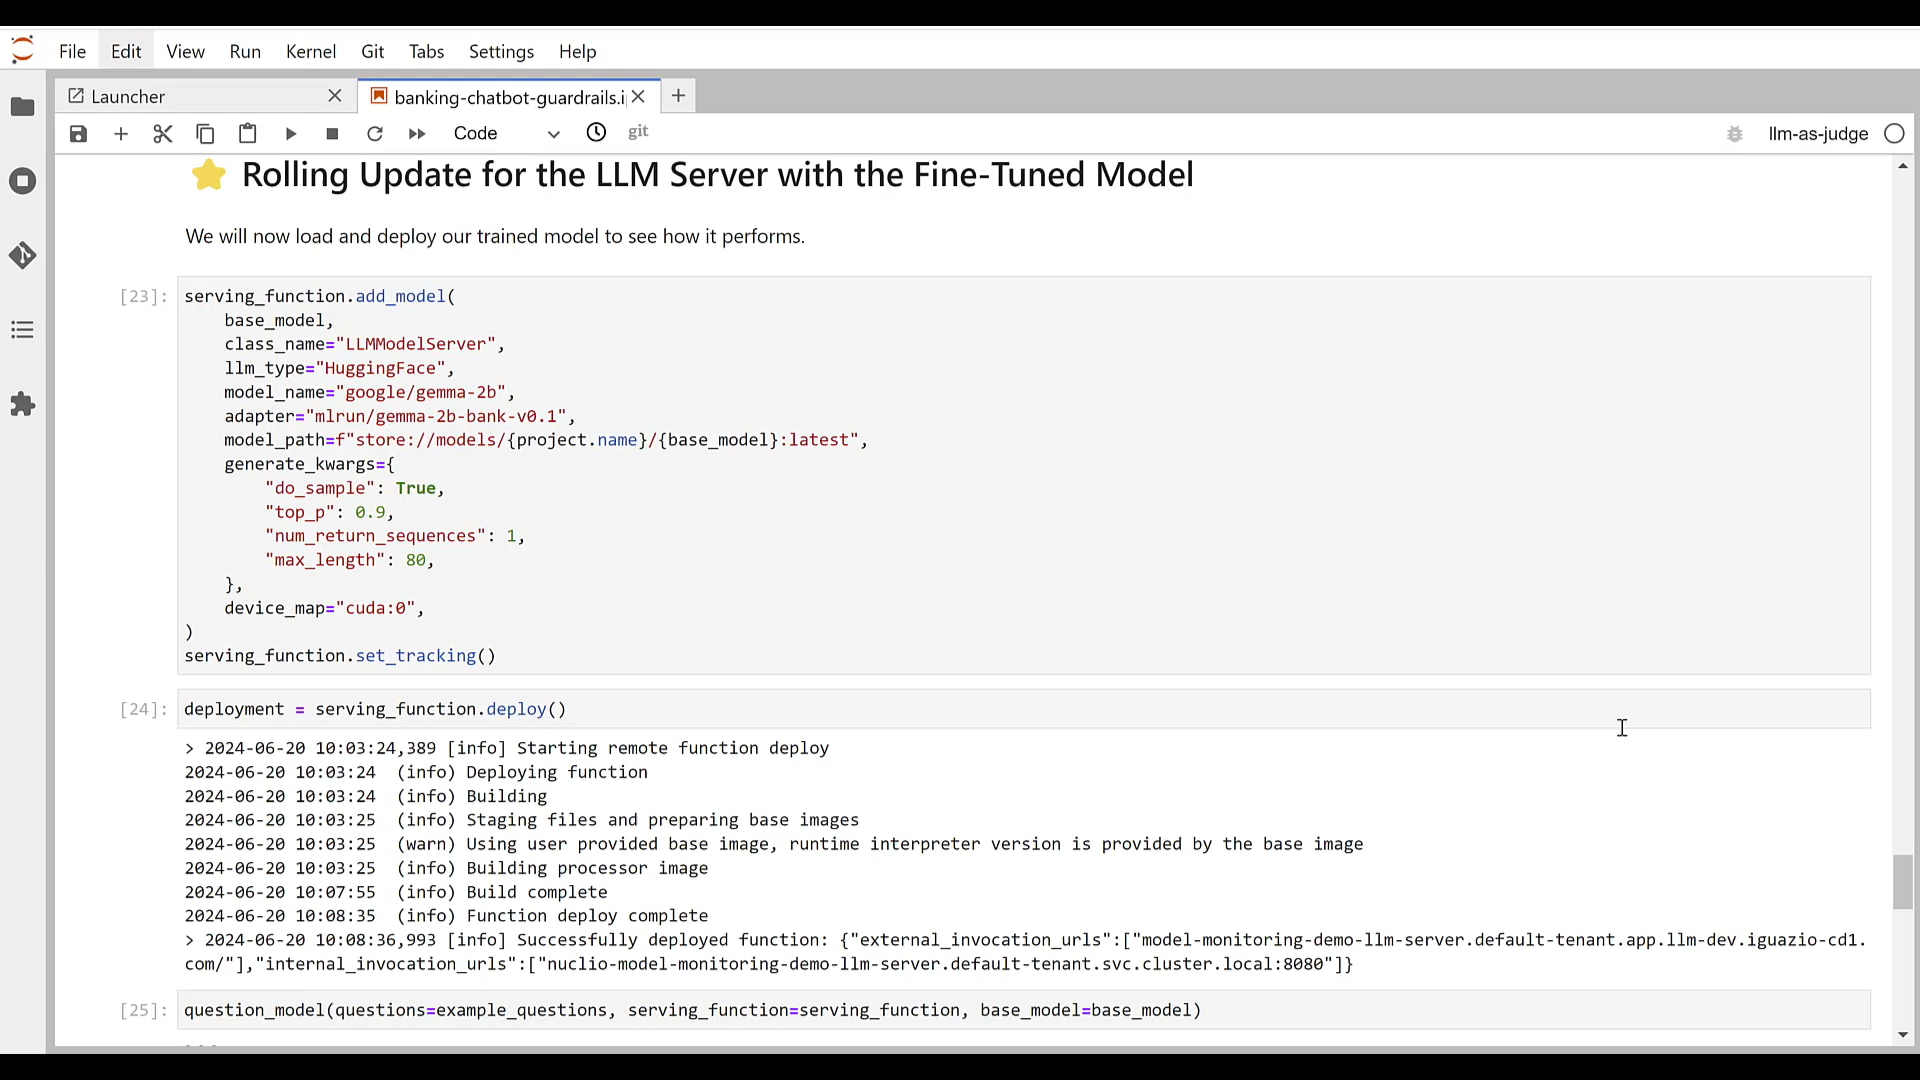 File Edit View Run Kernel Git Tabs Settings Help
Launcher banking-chatbot-guardrails.i
Code git llm-as-judge
Rolling Update for the LLM Server with the Fine-Tuned Model
We will now load and deploy our trained model to see how it performs.
[23]: serving_function.add_model(
base_model,
class_name="LLMModelServer",
llm_type="HuggingFace",
model_name="google/gemma-2b",
adapter="mlrun/gemma-2b-bank-v0.1",
model_path=f"store://models/{project.name}/{base_model}:latest",
generate_kwargs={
"do_sample": True,
"top_p": 0.9,
"num_return_sequences": 1,
"max_length": 80,
},
device_map="cuda:0",
)
serving_function.set_tracking()
[24]: deployment = serving_function.deploy()
> 2024-06-20 10:03:24,389 [info] Starting remote function deploy
2024-06-20 10:03:24 (info) Deploying function
2024-06-20 10:03:24 (info) Building
2024-06-20 10:03:25 (info) Staging files and preparing base images
2024-06-20 10:03:25 (warn) Using user provided base image, runtime interpreter version is provided by the base image
2024-06-20 10:03:25 (info) Building processor image
2024-06-20 10:07:55 (info) Build complete
2024-06-20 10:08:35 (info) Function deploy complete
> 2024-06-20 10:08:36,993 [info] Successfully deployed function: {"external_invocation_urls":["model-monitoring-demo-llm-server.default-tenant.app.llm-dev.iguazio-cd1.
com/"],"internal_invocation_urls":["nuclio-model-monitoring-demo-llm-server.default-tenant.svc.cluster.local:8080"]}
[25]: question_model(questions=example_questions, serving_function=serving_function, base_model=base_model)